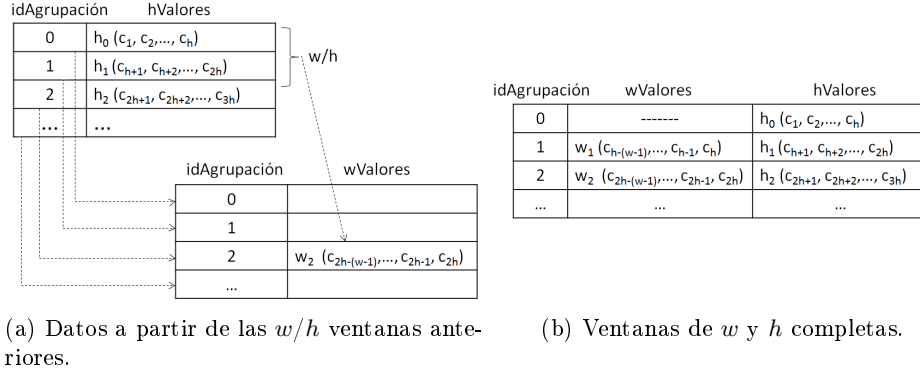 idAgrupación hValores
0 h₀ (c₁, c₂,..., cₕ)
1 h₁ (cₕ₊₁, cₕ₊₂,..., c₂ₕ)
2 h₂ (c₂ₕ₊₁, c₂ₕ₊₂,..., c₃ₕ)
... ...
w/h
idAgrupación wValores
0
1
2 w₂ (c₂ₕ₋₍w₋₁₎,..., c₂ₕ₋₁, c₂ₕ)
...
(a) Datos a partir de las w/h ventanas ante-
riores.
idAgrupación wValores hValores
0 ------- h₀ (c₁, c₂,..., cₕ)
1 w₁ (cₕ₋₍w₋₁₎,..., cₕ₋₁, cₕ) h₁ (cₕ₊₁, cₕ₊₂,..., c₂ₕ)
2 w₂ (c₂ₕ₋₍w₋₁₎,..., c₂ₕ₋₁, c₂ₕ) h₂ (c₂ₕ₊₁, c₂ₕ₊₂,..., c₃ₕ)
... ... ...
(b) Ventanas de w y h completas.